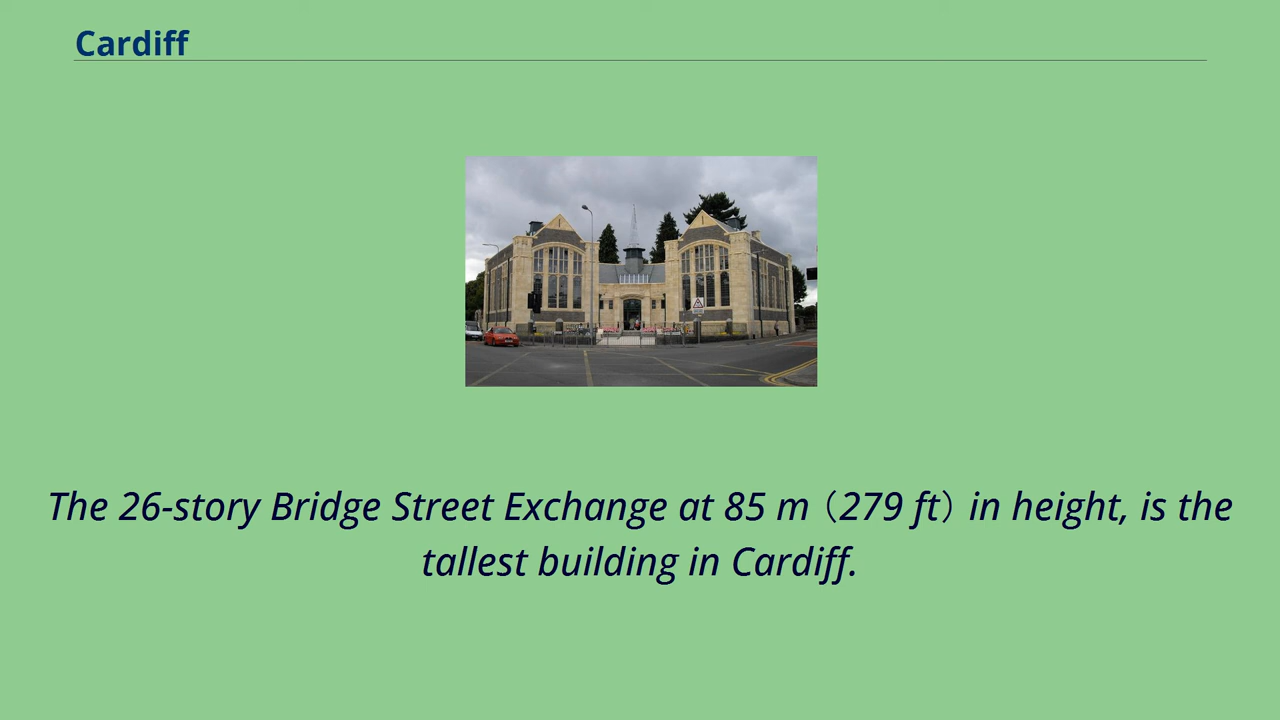 Cardiff
The 26-story Bridge Street Exchange at 85 m（279 ft）in height, is the
tallest building in Cardiff.